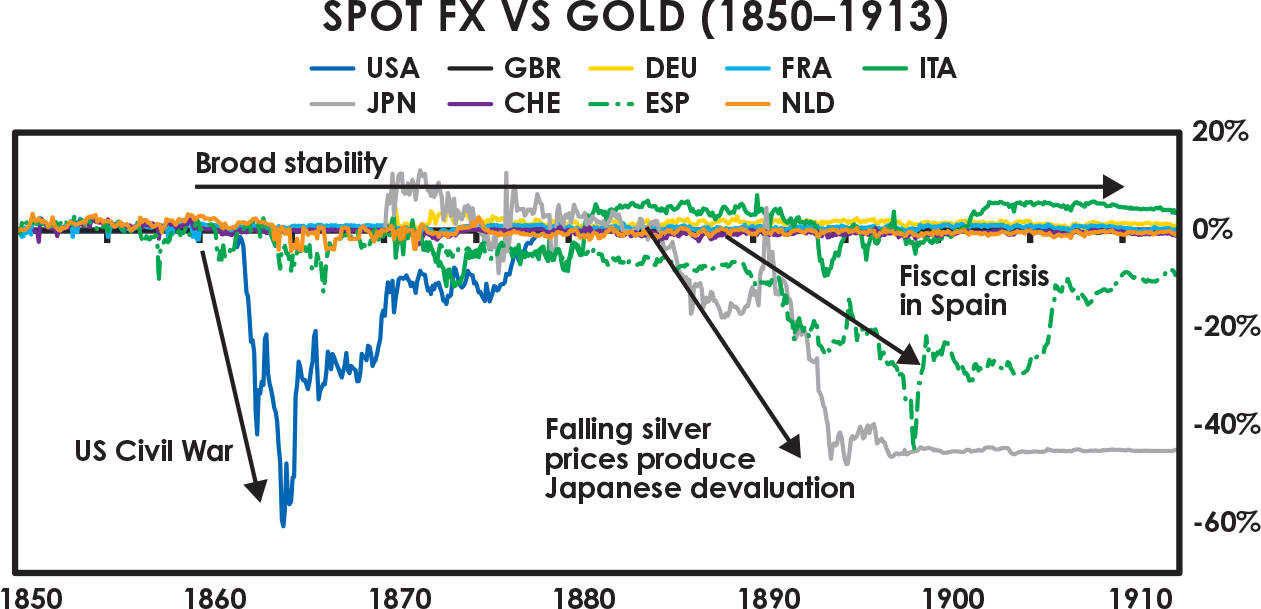 SPOT FX VS GOLD (1850–1913)
USA GBR DEU FRA ITA
JPN CHE ESP NLD
20%
Broad stability
0%
Fiscal crisis
in Spain
-20%
Falling silver
prices produce
Japanese devaluation
US Civil War
-40%
-60%
1850 1860 1870 1880 1890 1900 1910